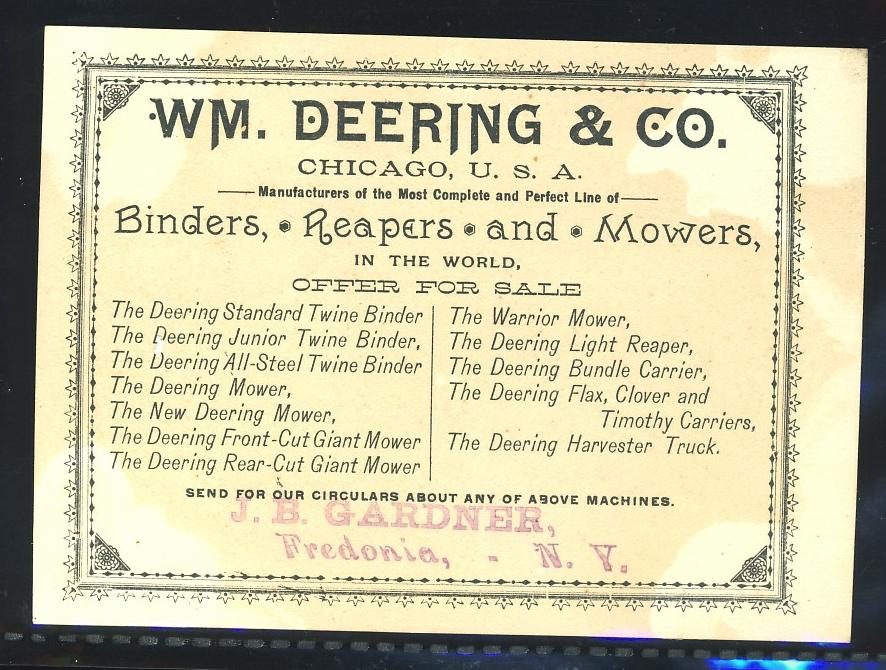 WM. DEERING & CO.
CHICAGO, U. S. A.
Manufacturers of the Most Complete and Perfect Line of
Binders, • Reapers • and • Mowers,
IN THE WORLD,
OFFER FOR SALE
The Deering Standard Twine Binder
The Deering Junior Twine Binder,
The Deering All-Steel Twine Binder
The Deering Mower,
The New Deering Mower,
The Deering Front-Cut Giant Mower
The Deering Rear-Cut Giant Mower
The Warrior Mower,
The Deering Light Reaper,
The Deering Bundle Carrier,
The Deering Flax, Clover and
Timothy Carriers,
The Deering Harvester Truck.
SEND FOR OUR CIRCULARS ABOUT ANY OF ABOVE MACHINES.
J. B. GARDNER,
Fredonia, - N. Y.